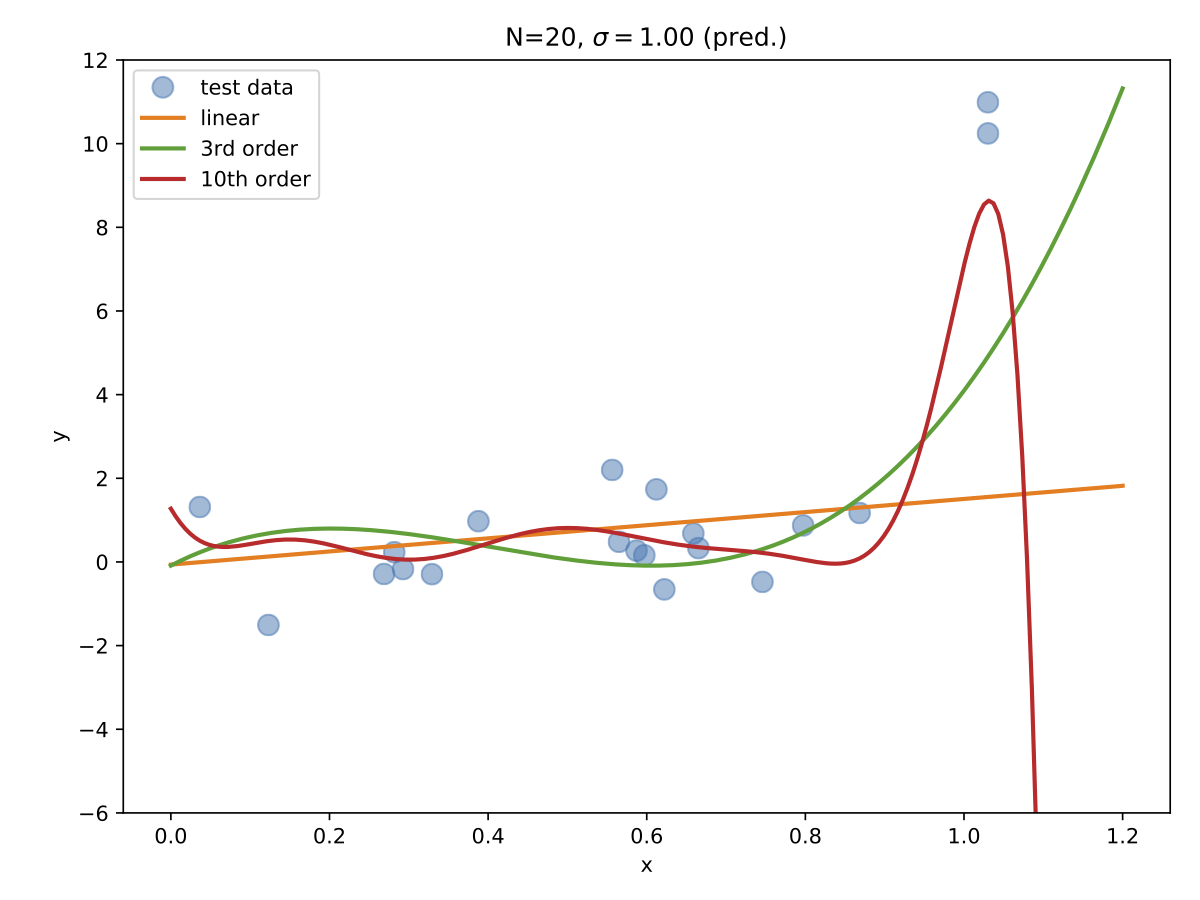 N=20, σ = 1.00 (pred.)
test data
linear
3rd order
10th order
12
10
8
6
4
2
0
−2
−4
−6
y
0.0 0.2 0.4 0.6 0.8 1.0 1.2
x